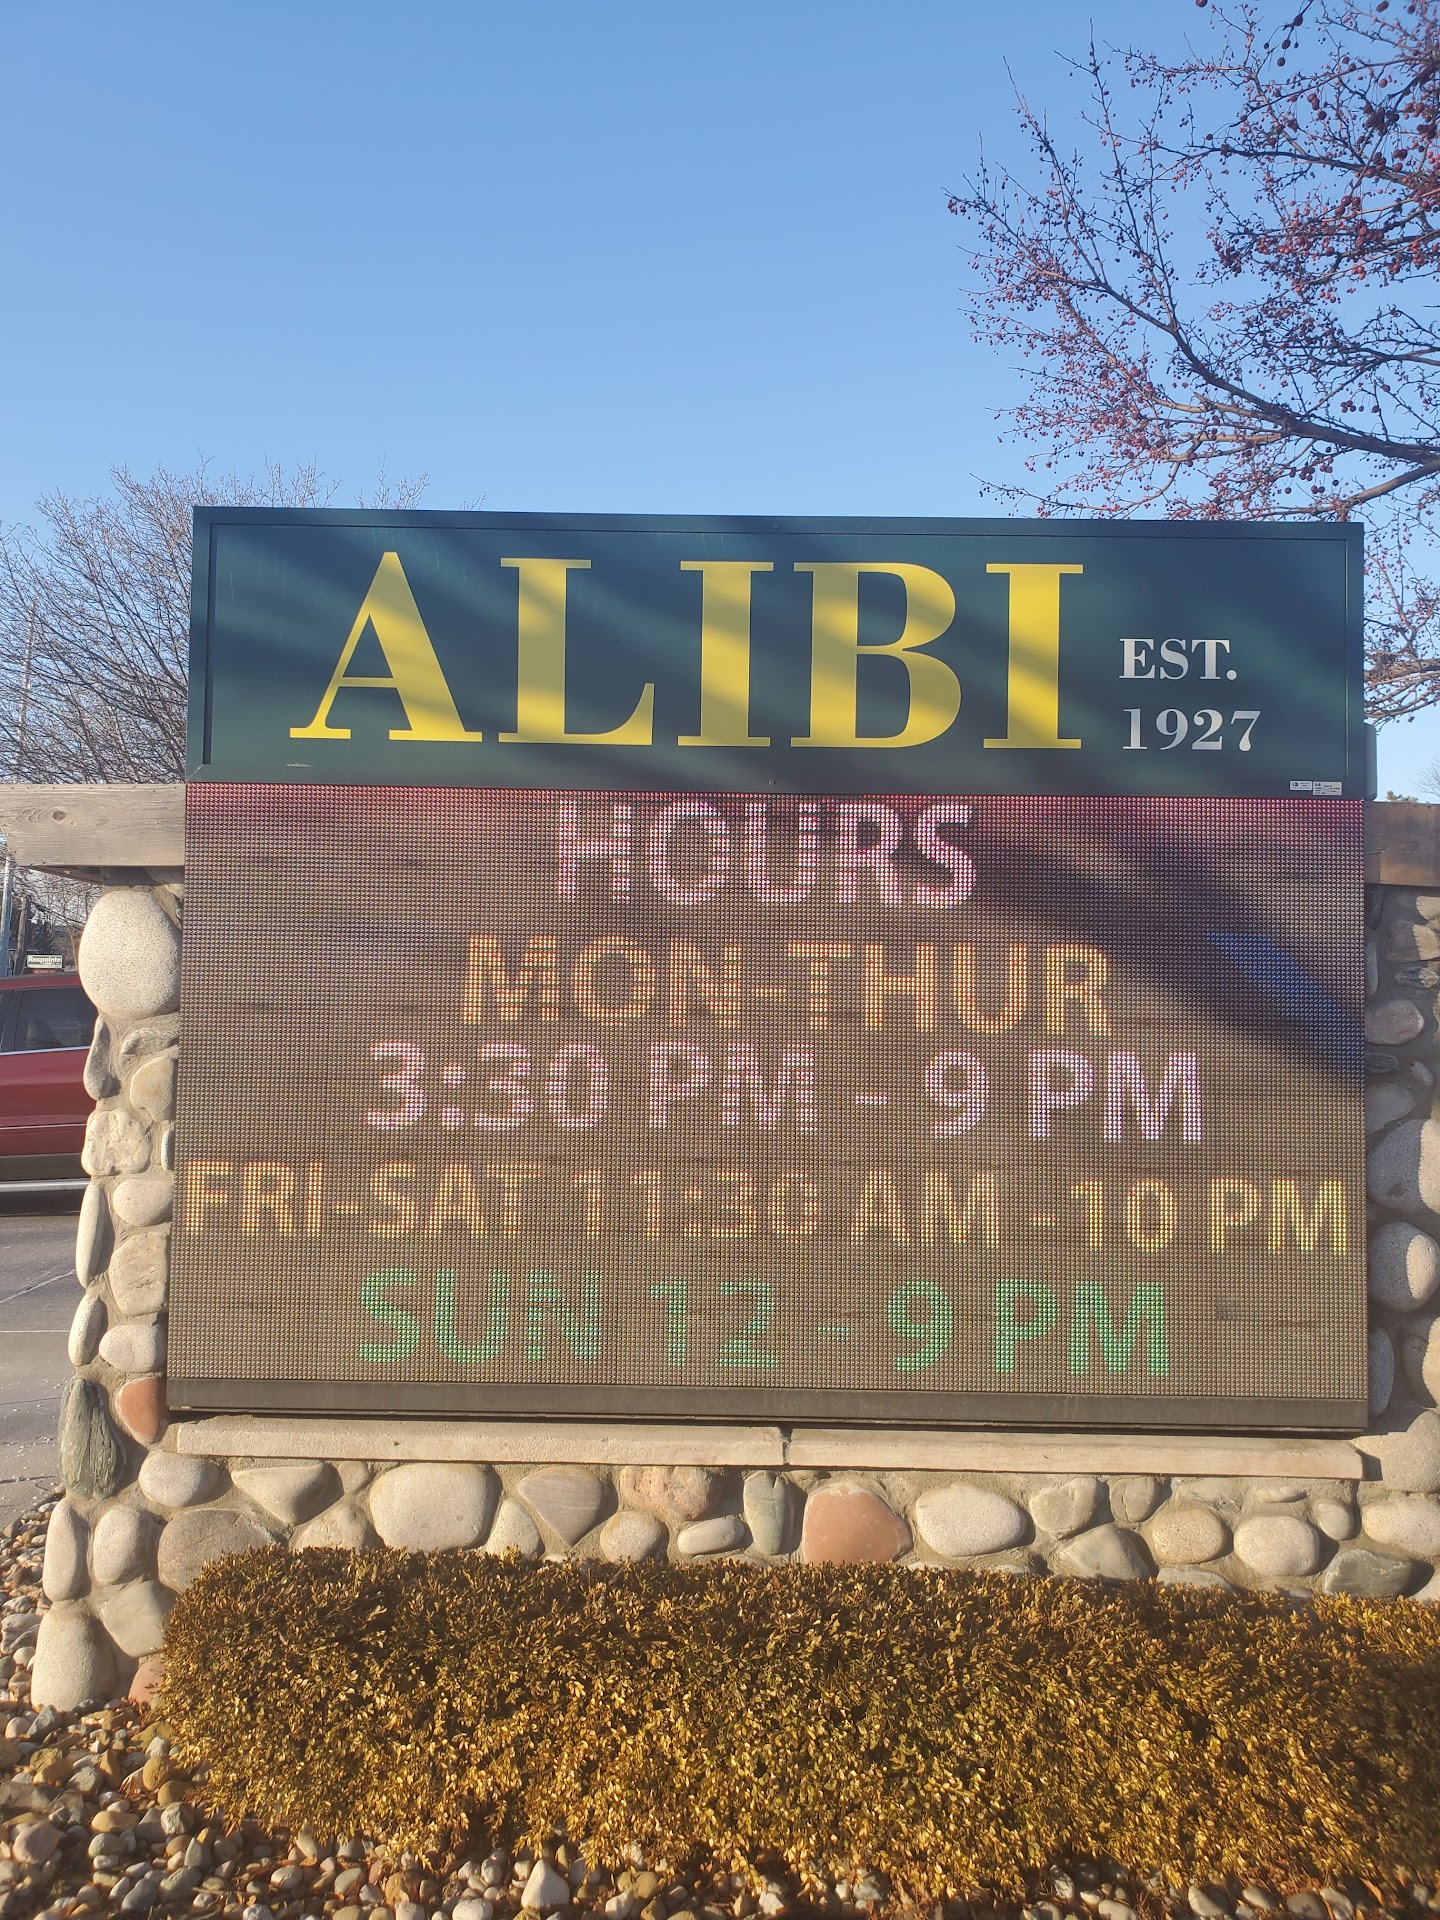 ALIBI
EST.
1927
HOURS
MON-THUR
3:30 PM - 9 PM
FRI-SAT 11:30 AM - 10 PM
SUN 12 - 9 PM
Rexpointe